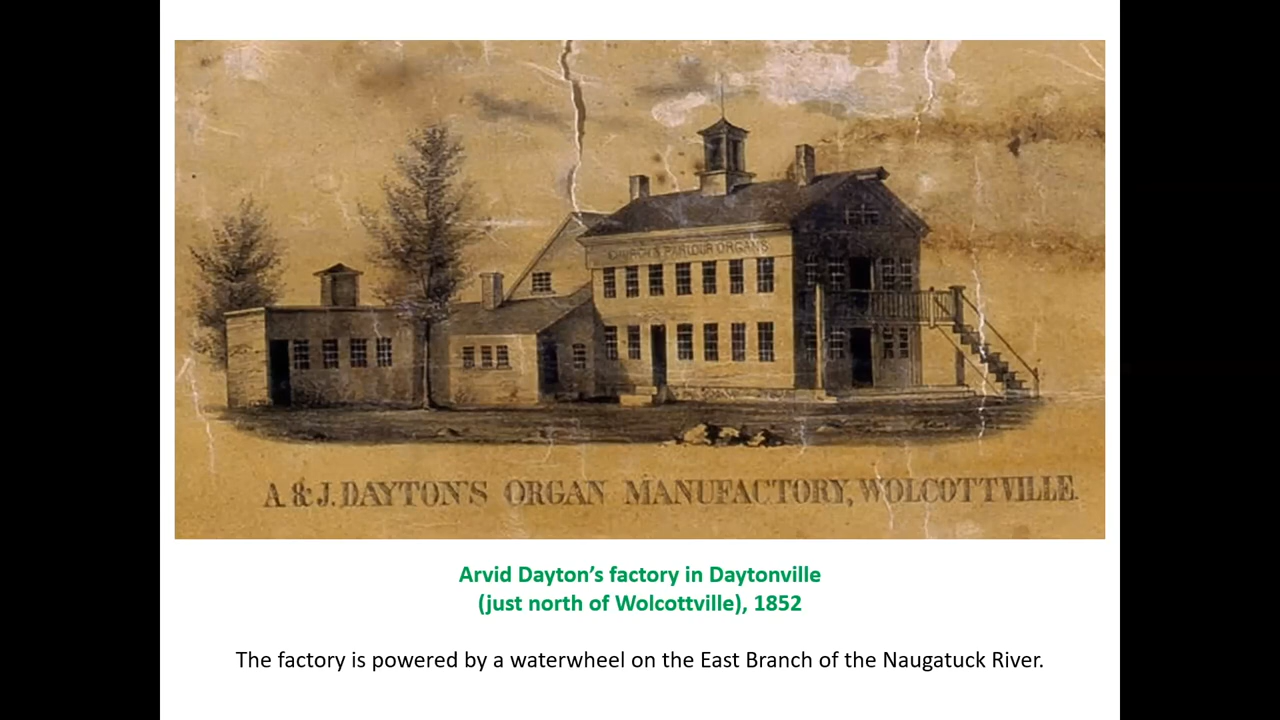 PARLOUR ORGANS
A & J. DAYTON'S ORGAN MANUFACTORY, WOLCOTTVILLE.
Arvid Dayton’s factory in Daytonville
(just north of Wolcottville), 1852
The factory is powered by a waterwheel on the East Branch of the Naugatuck River.